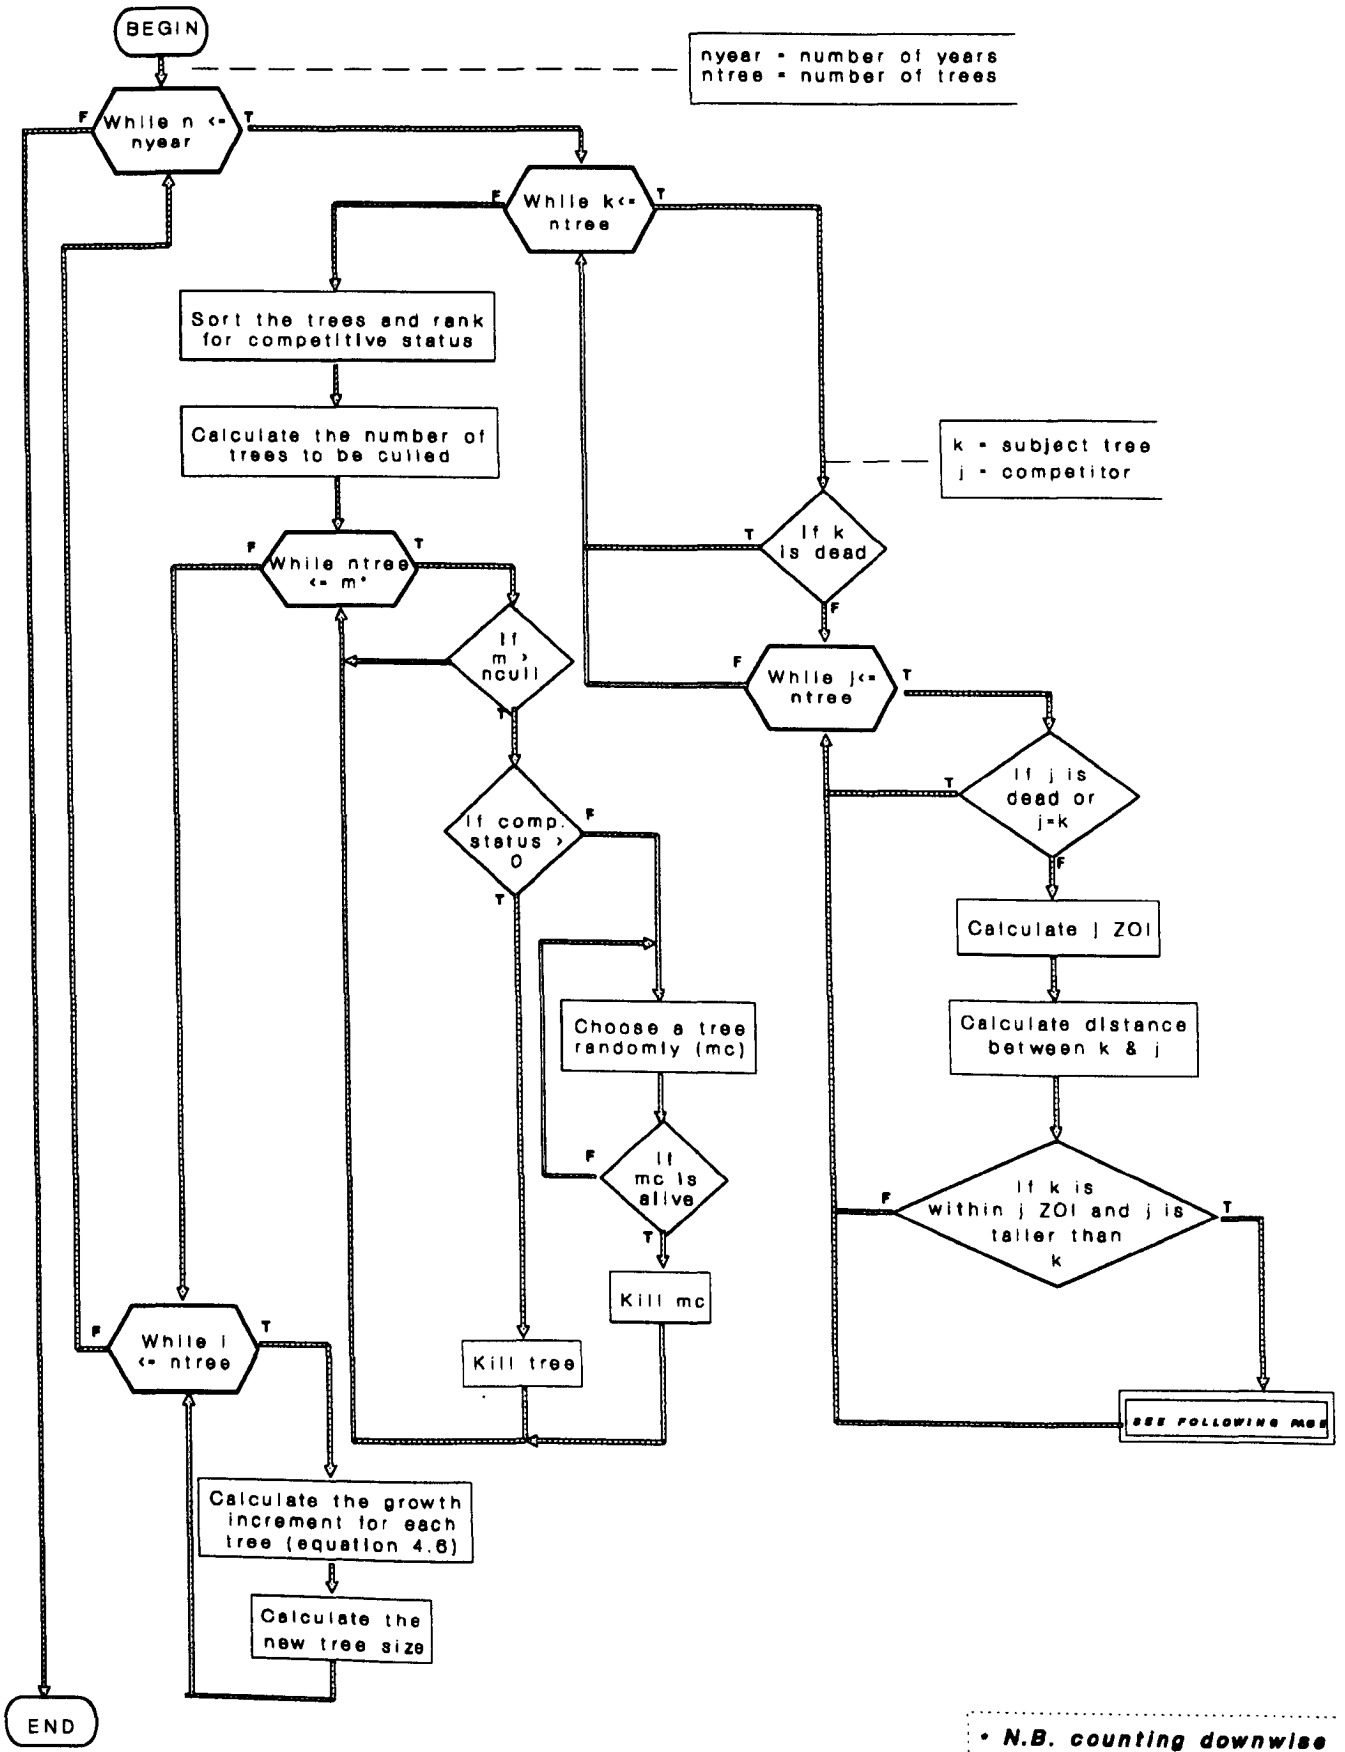 BEGIN
nyear = number of years
ntree = number of trees
F
While n <=
nyear
T
F
While k<=
ntree
T
Sort the trees and rank
for competitive status
Calculate the number of
trees to be culled
k = subject tree
j = competitor
F
While ntree
<= m*
T
T
If k
is dead
F
If
m >
ncull
T
F
While j<=
ntree
T
T
If j is
dead or
j=k
F
If comp.
status >
0
F
T
Calculate j ZOI
Calculate distance
between k & j
Choose a tree
randomly (mc)
F
If
mc is
alive
T
F
If k is
within j ZOI and j is
taller than
k
T
Kill mc
F
While i
<= ntree
T
Kill tree
SEE FOLLOWING PAGE
Calculate the growth
increment for each
tree (equation 4.6)
Calculate the
new tree size
END
* N.B. counting downwise